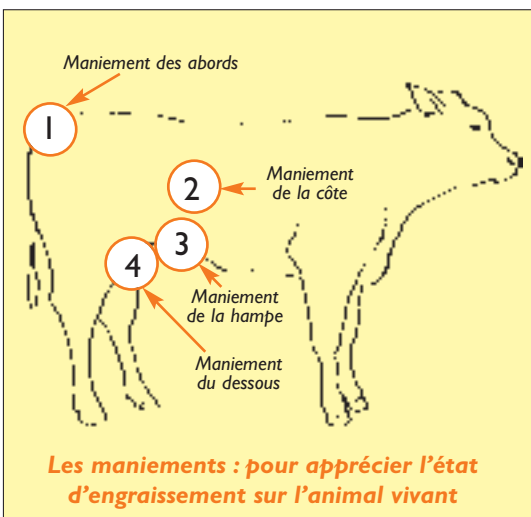 Maniement des abords
1
2
Maniement
de la côte
3
4
Maniement
de la hampe
Maniement
du dessous
Les maniements : pour apprécier l’état
d’engraissement sur l’animal vivant